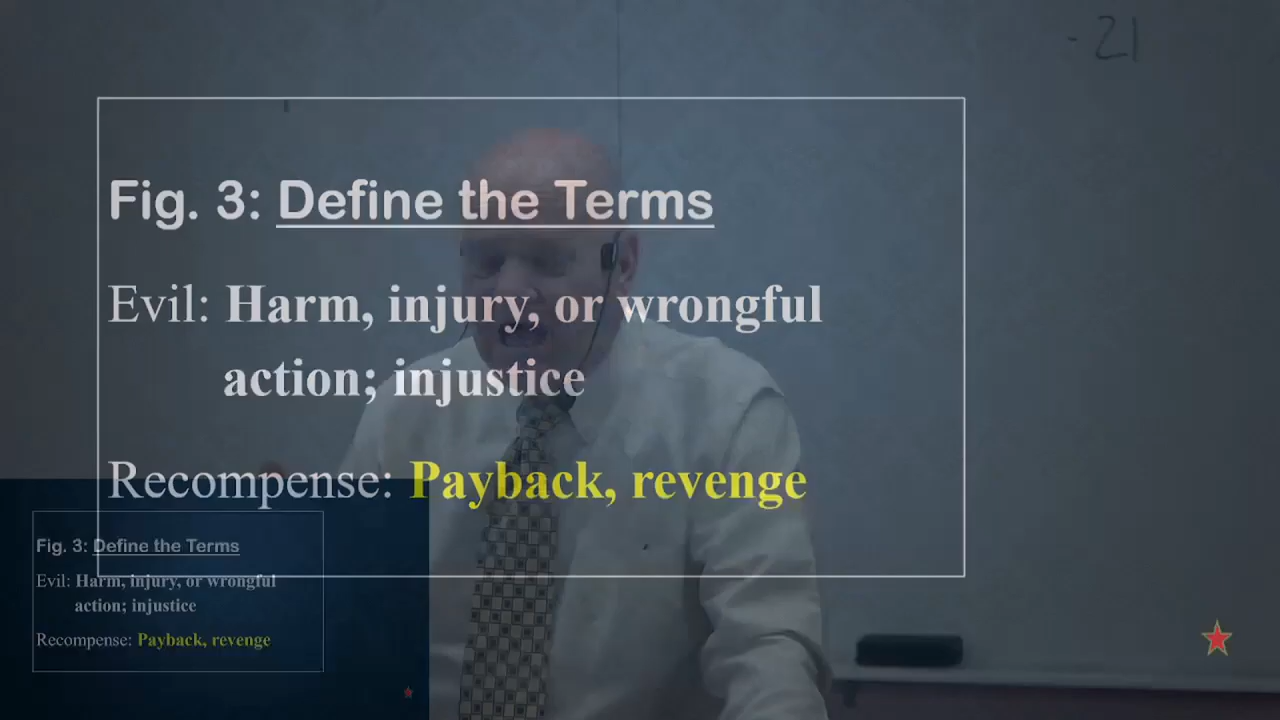 -21
Fig. 3: Define the Terms
Evil: Harm, injury, or wrongful
action; injustice
Recompense: Payback, revenge
Fig. 3: Define the Terms
Evil: Harm, injury, or wrongful
action; injustice
Recompense: Payback, revenge